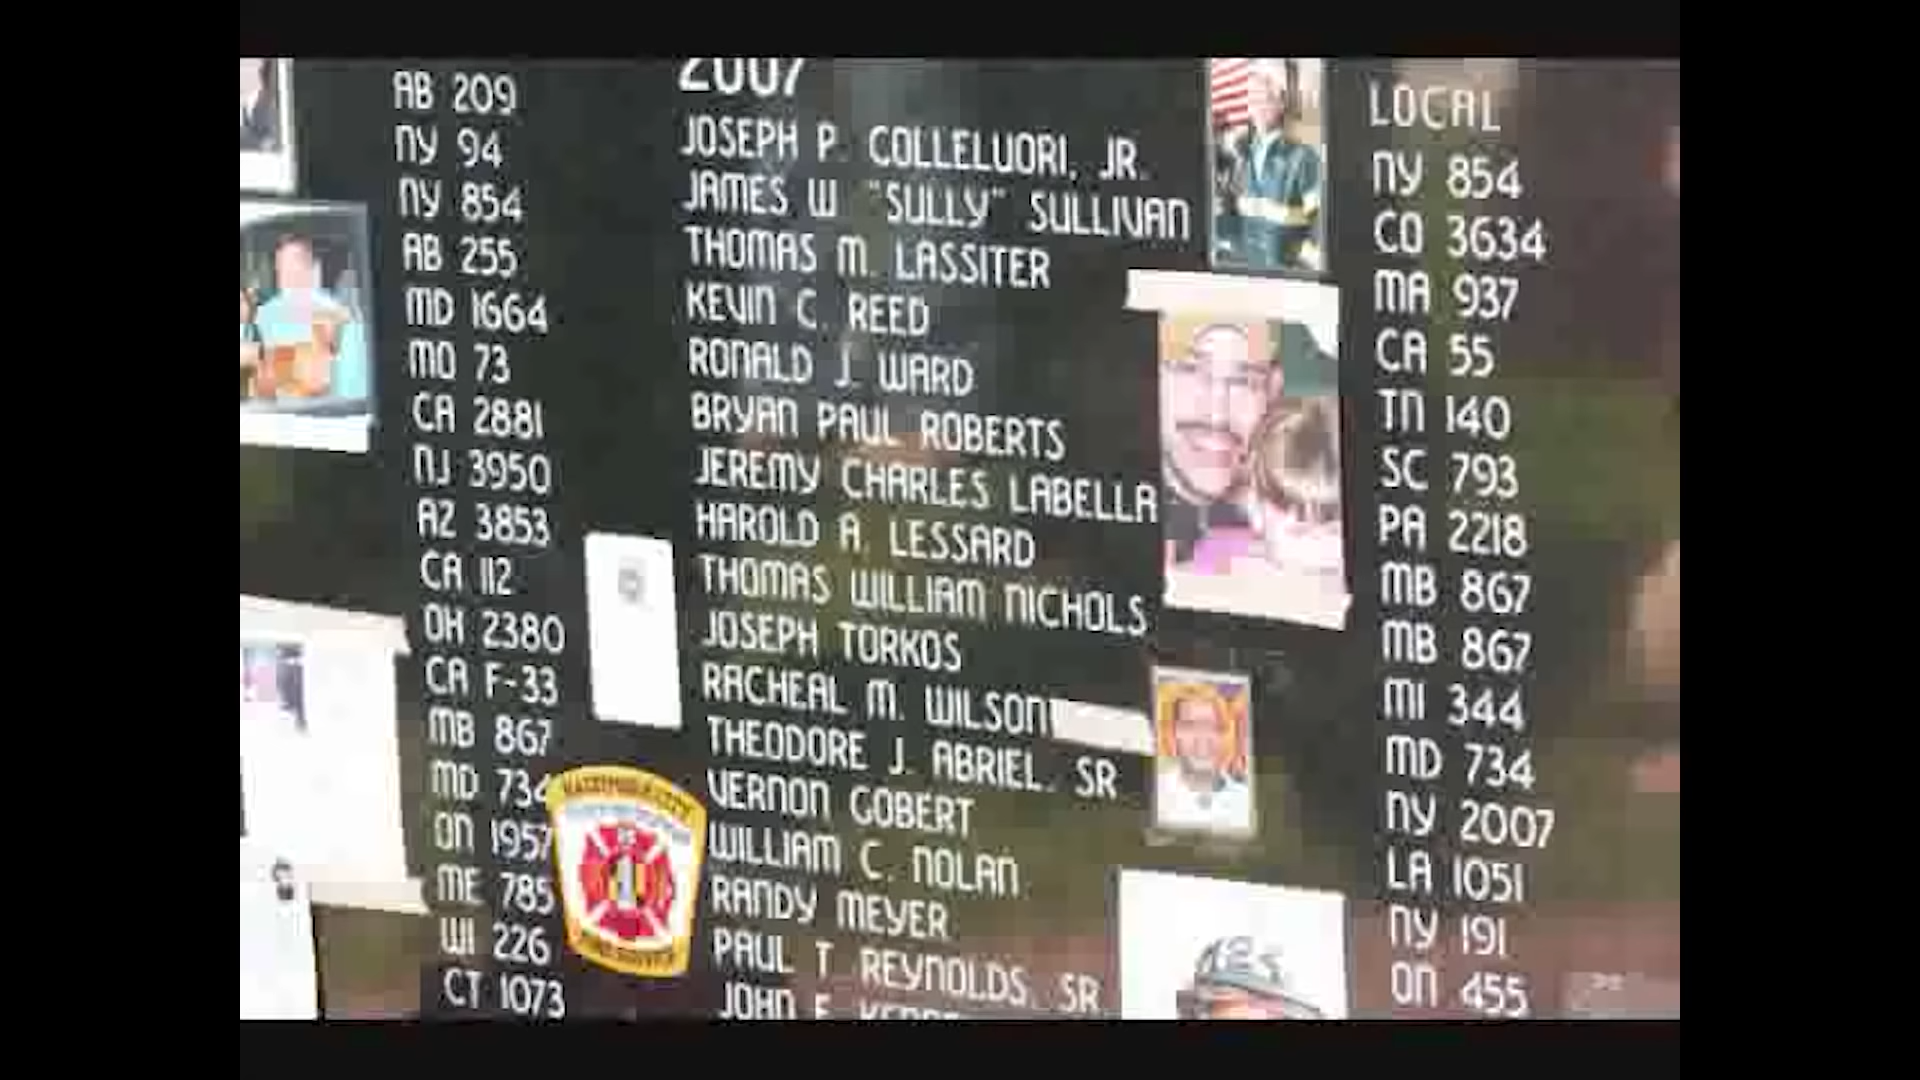 AB 209
NY 94
NY 854
AB 255
MD 1664
MO 73
CA 2881
NJ 3950
AZ 3853
CA 112
OH 2380
CA F-33
MB 867
MD 734
ON 1957
ME 785
WI 226
CT 1073
2007
JOSEPH P. COLLELUORI, JR.
JAMES W "SULLY" SULLIVAN
THOMAS M. LASSITER
KEVIN C. REED
RONALD J. WARD
BRYAN PAUL ROBERTS
JEREMY CHARLES LABELLA
HAROLD A. LESSARD
THOMAS WILLIAM NICHOLS
JOSEPH TORKOS
RACHEAL M. WILSON
THEODORE J. ABRIEL, SR
VERNON GOBERT
WILLIAM C. NOLAN
RANDY MEYER
PAUL T. REYNOLDS, SR.
JOHN F.
LOCAL
NY 854
CO 3634
MA 937
CA 55
TN 140
SC 793
PA 2218
MB 867
MB 867
MI 344
MD 734
NY 2007
LA 1051
NY 191
ON 455